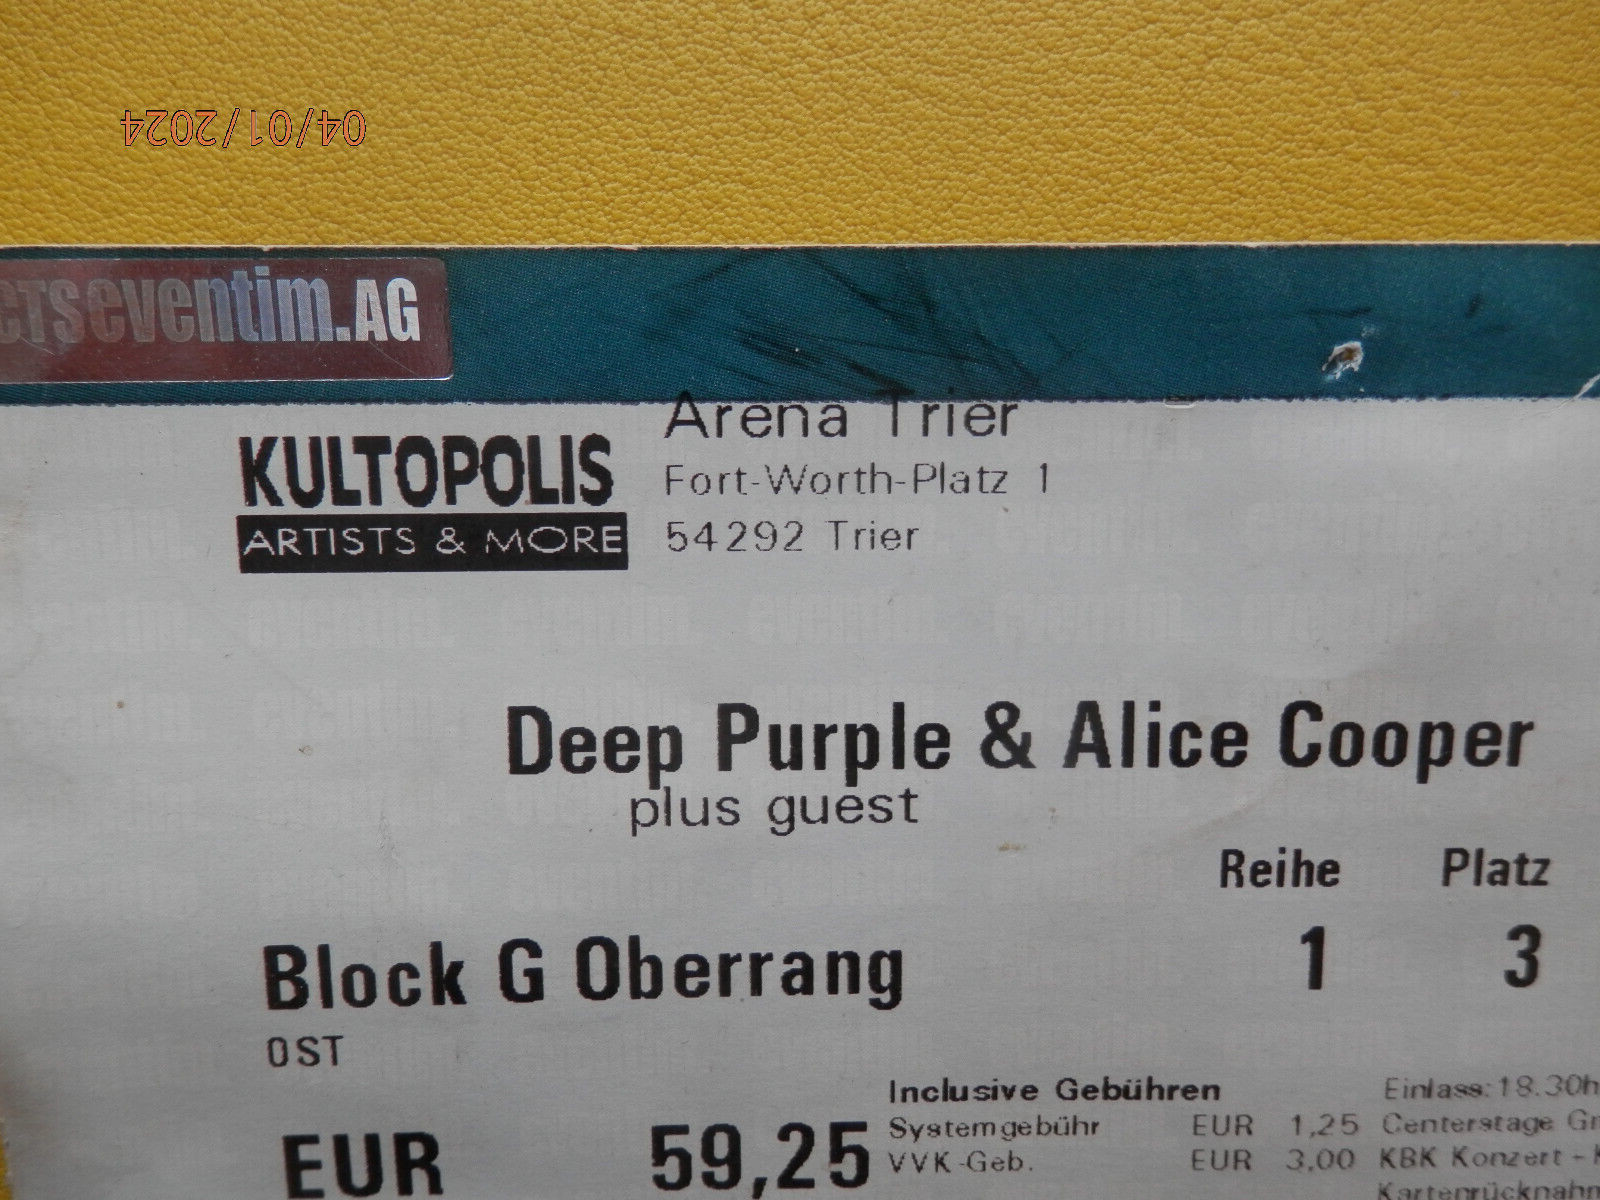 04/01/2024
CTSeventim.AG
KULTOPOLIS
ARTISTS & MORE
Arena Trier
Fort-Worth-Platz 1
54292 Trier
Deep Purple & Alice Cooper
plus guest
Reihe Platz
Block G Oberrang 1 3
OST
EUR 59,25
Inclusive Gebühren
Systemgebühr EUR 1,25
VVK-Geb. EUR 3,00
Einlass: 18.30h
Centerstage
KBK Konzert -